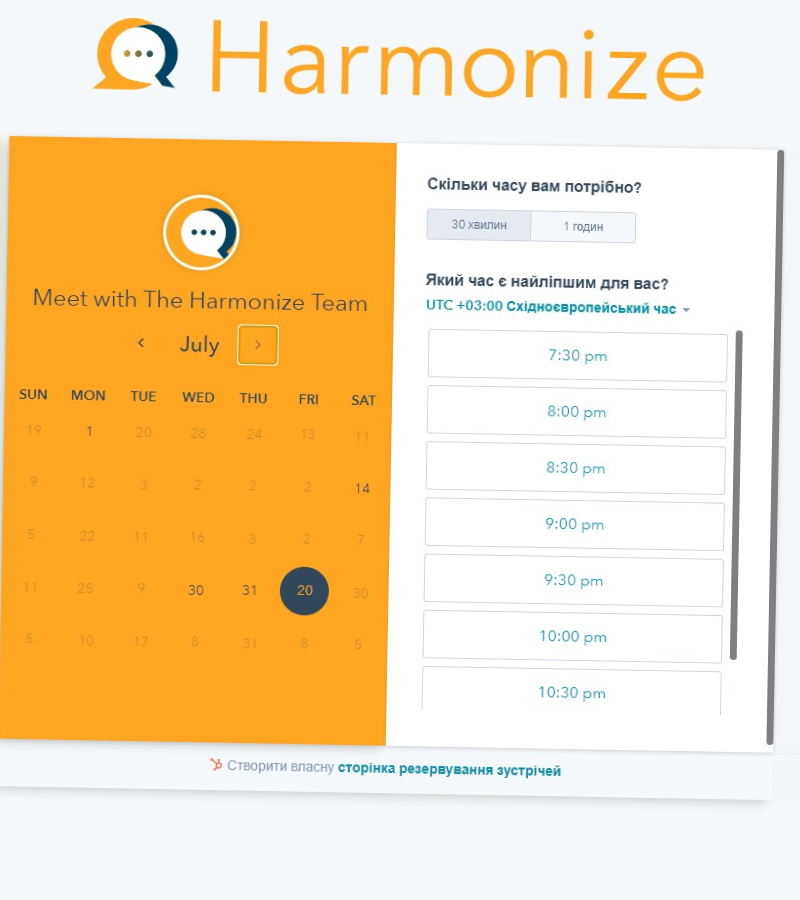 Harmonize
Meet with The Harmonize Team
July
SUN MON TUE WED THU FRI SAT
19 1 20 28 24 13 11
9 12 3 2 2 2 14
5 22 11 16 3 2 7
11 25 9 30 31 20 30
5 10 17 8 31 8 5
Скільки часу вам потрібно?
30 хвилин 1 годин
Який час є найліпшим для вас?
UTC +03:00 Східноєвропейський час
7:30 pm
8:00 pm
8:30 pm
9:00 pm
9:30 pm
10:00 pm
10:30 pm
Створити власну сторінка резервування зустрічей